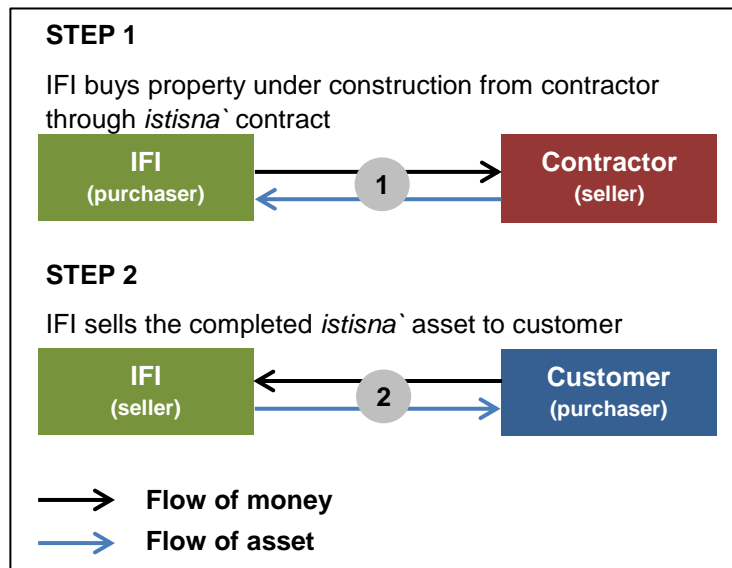 STEP 1
IFI buys property under construction from contractor
through istisna` contract
IFI
(purchaser)
1
Contractor
(seller)
STEP 2
IFI sells the completed istisna` asset to customer
IFI
(seller)
2
Customer
(purchaser)
Flow of money
Flow of asset